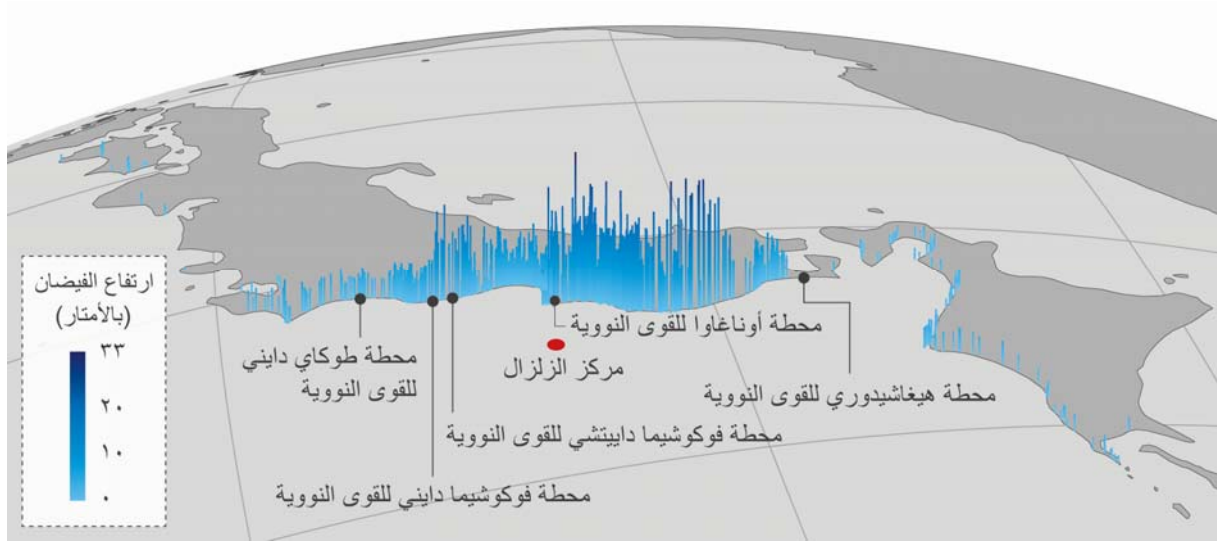 ارتفاع الفيضان
(بالأمتار)
٣٣
٢٠
١٠
٠
محطة أوناغاوا للقوى النووية
مركز الزلزال
محطة طوكاي دايني
للقوى النووية
محطة هيغاشيدوري للقوى النووية
محطة فوكوشيما داييتشي للقوى النووية
محطة فوكوشيما دايني للقوى النووية